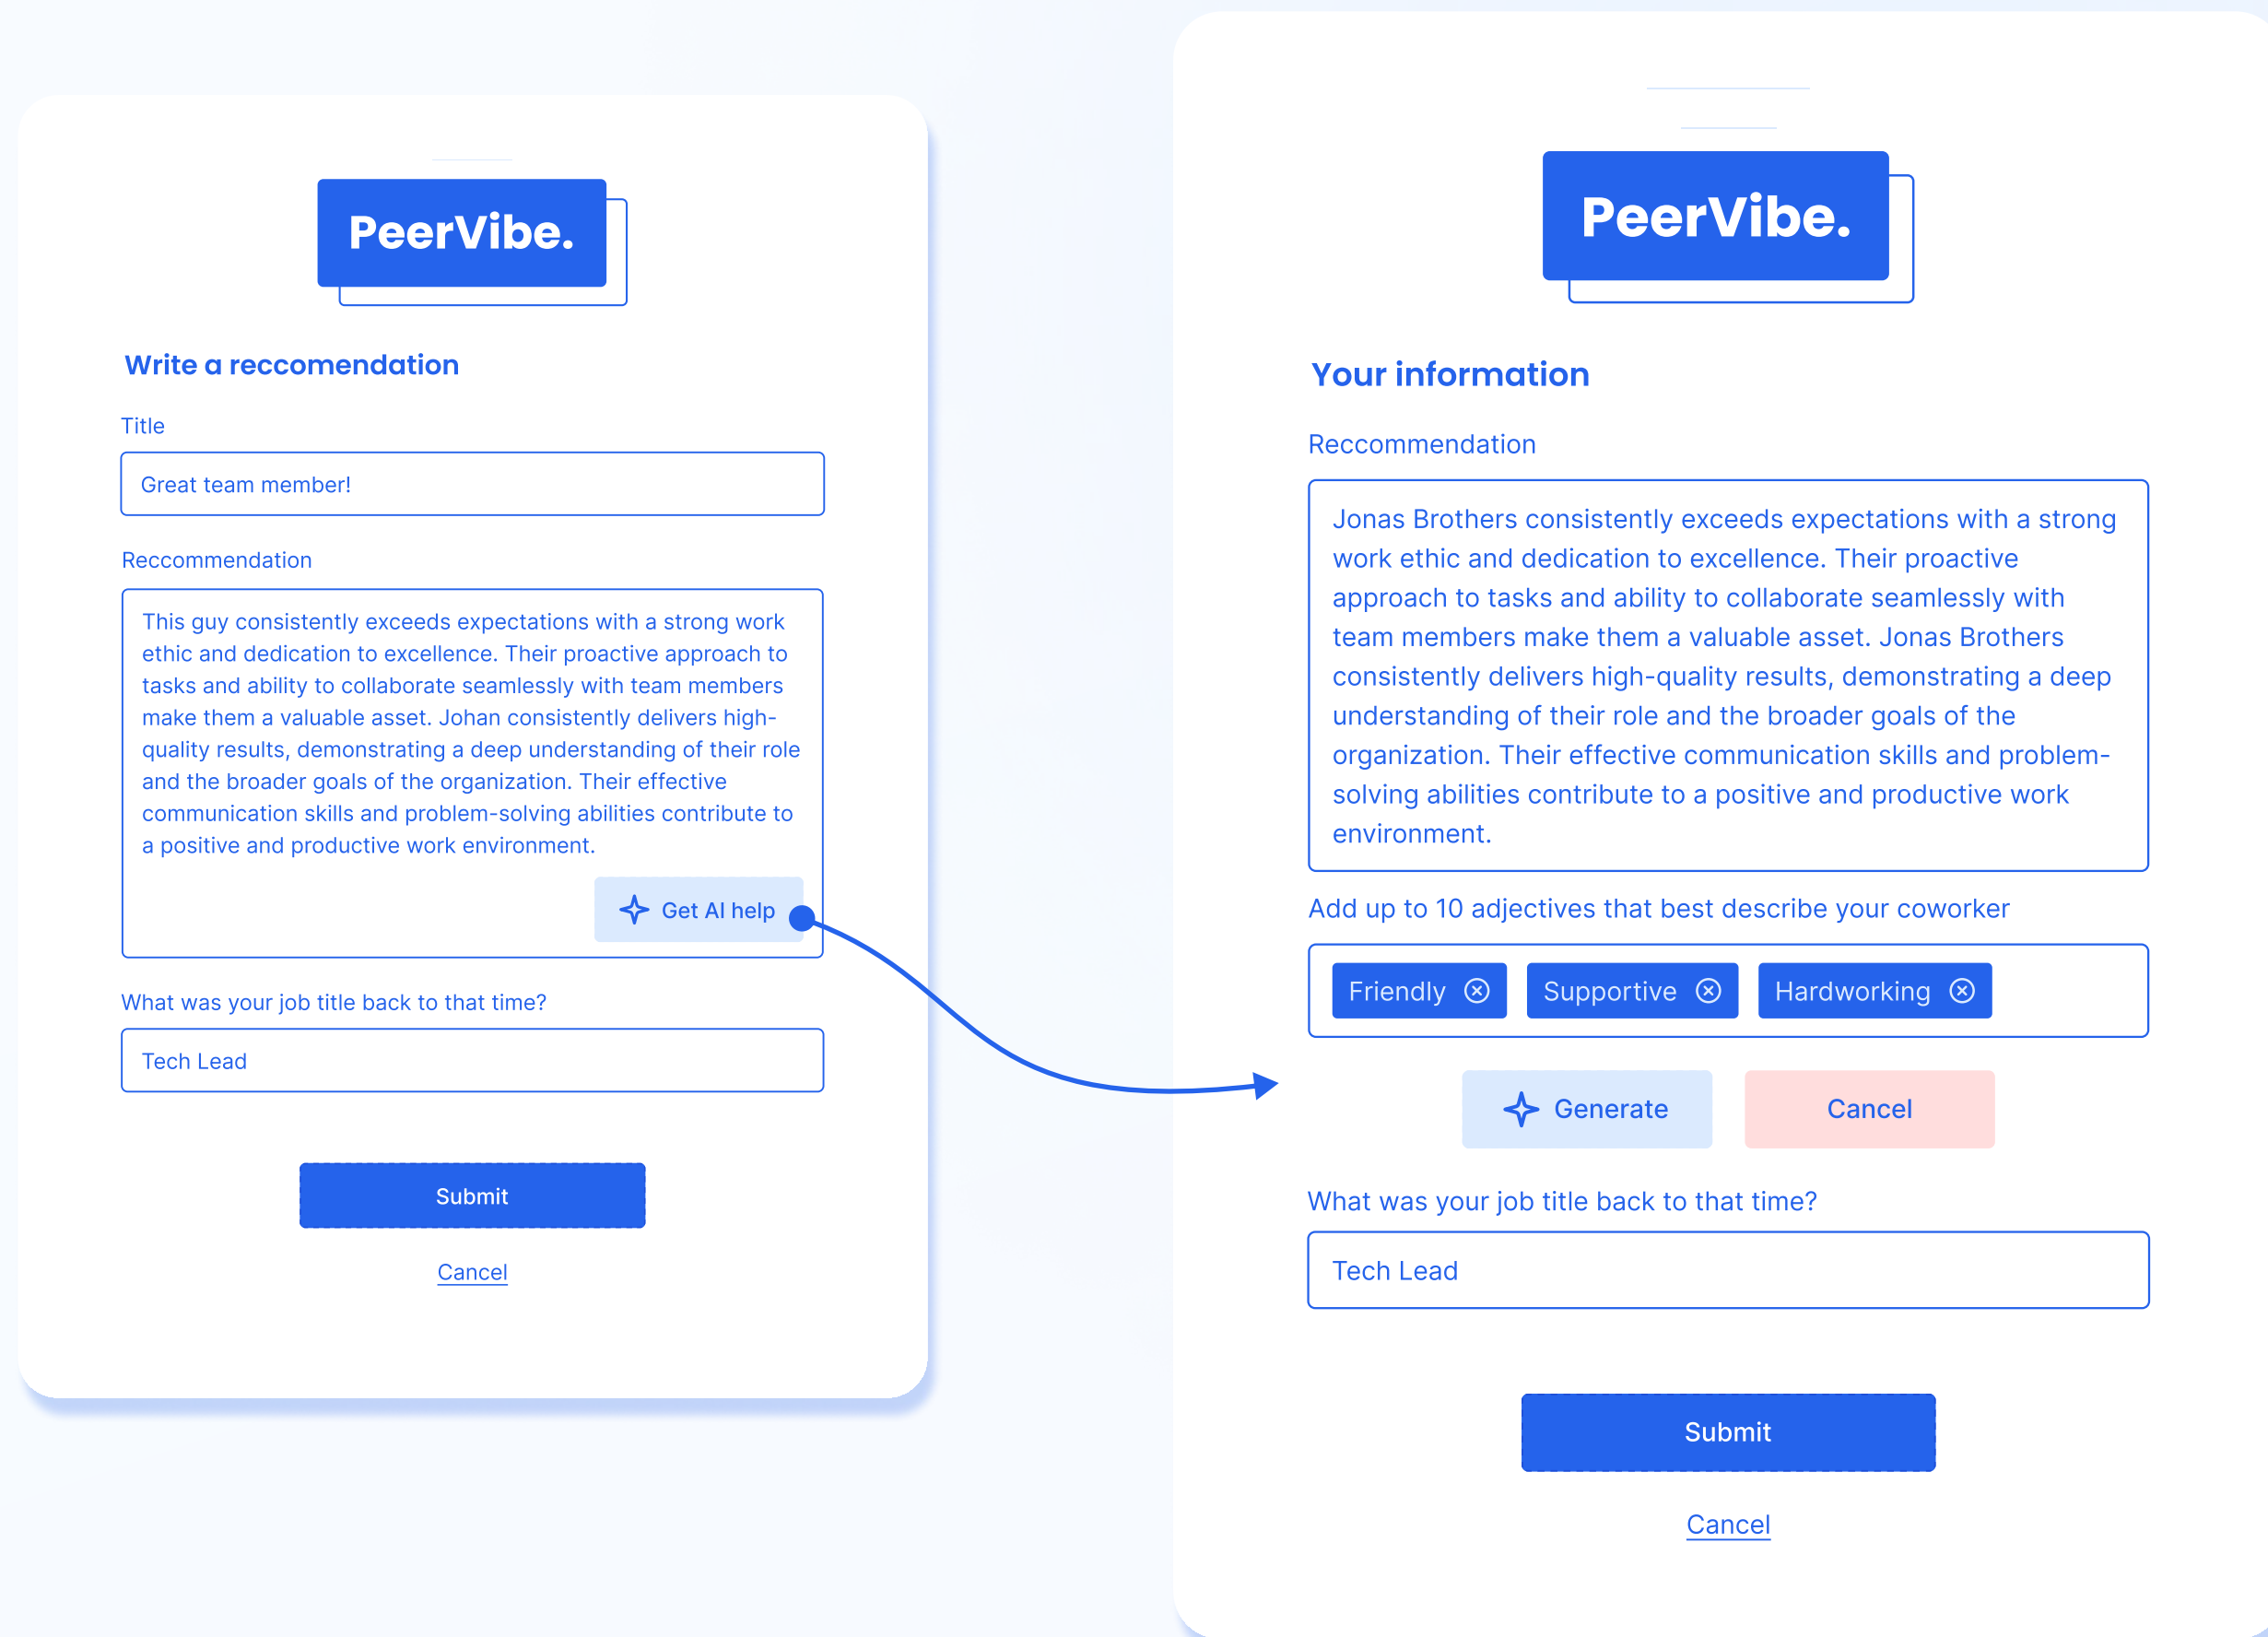 PeerVibe.
Write a reccomendation
Title
Great team member!
Reccommendation
This guy consistently exceeds expectations with a strong work
ethic and dedication to excellence. Their proactive approach to
tasks and ability to collaborate seamlessly with team members
make them a valuable asset. Johan consistently delivers high-
quality results, demonstrating a deep understanding of their role
and the broader goals of the organization. Their effective
communication skills and problem-solving abilities contribute to
a positive and productive work environment.
Get AI help
What was your job title back to that time?
Tech Lead
Submit
Cancel
PeerVibe.
Your information
Reccommendation
Jonas Brothers consistently exceeds expectations with a strong
work ethic and dedication to excellence. Their proactive
approach to tasks and ability to collaborate seamlessly with
team members make them a valuable asset. Jonas Brothers
consistently delivers high-quality results, demonstrating a deep
understanding of their role and the broader goals of the
organization. Their effective communication skills and problem-
solving abilities contribute to a positive and productive work
environment.
Add up to 10 adjectives that best describe your coworker
Friendly Supportive Hardworking
Generate Cancel
What was your job title back to that time?
Tech Lead
Submit
Cancel